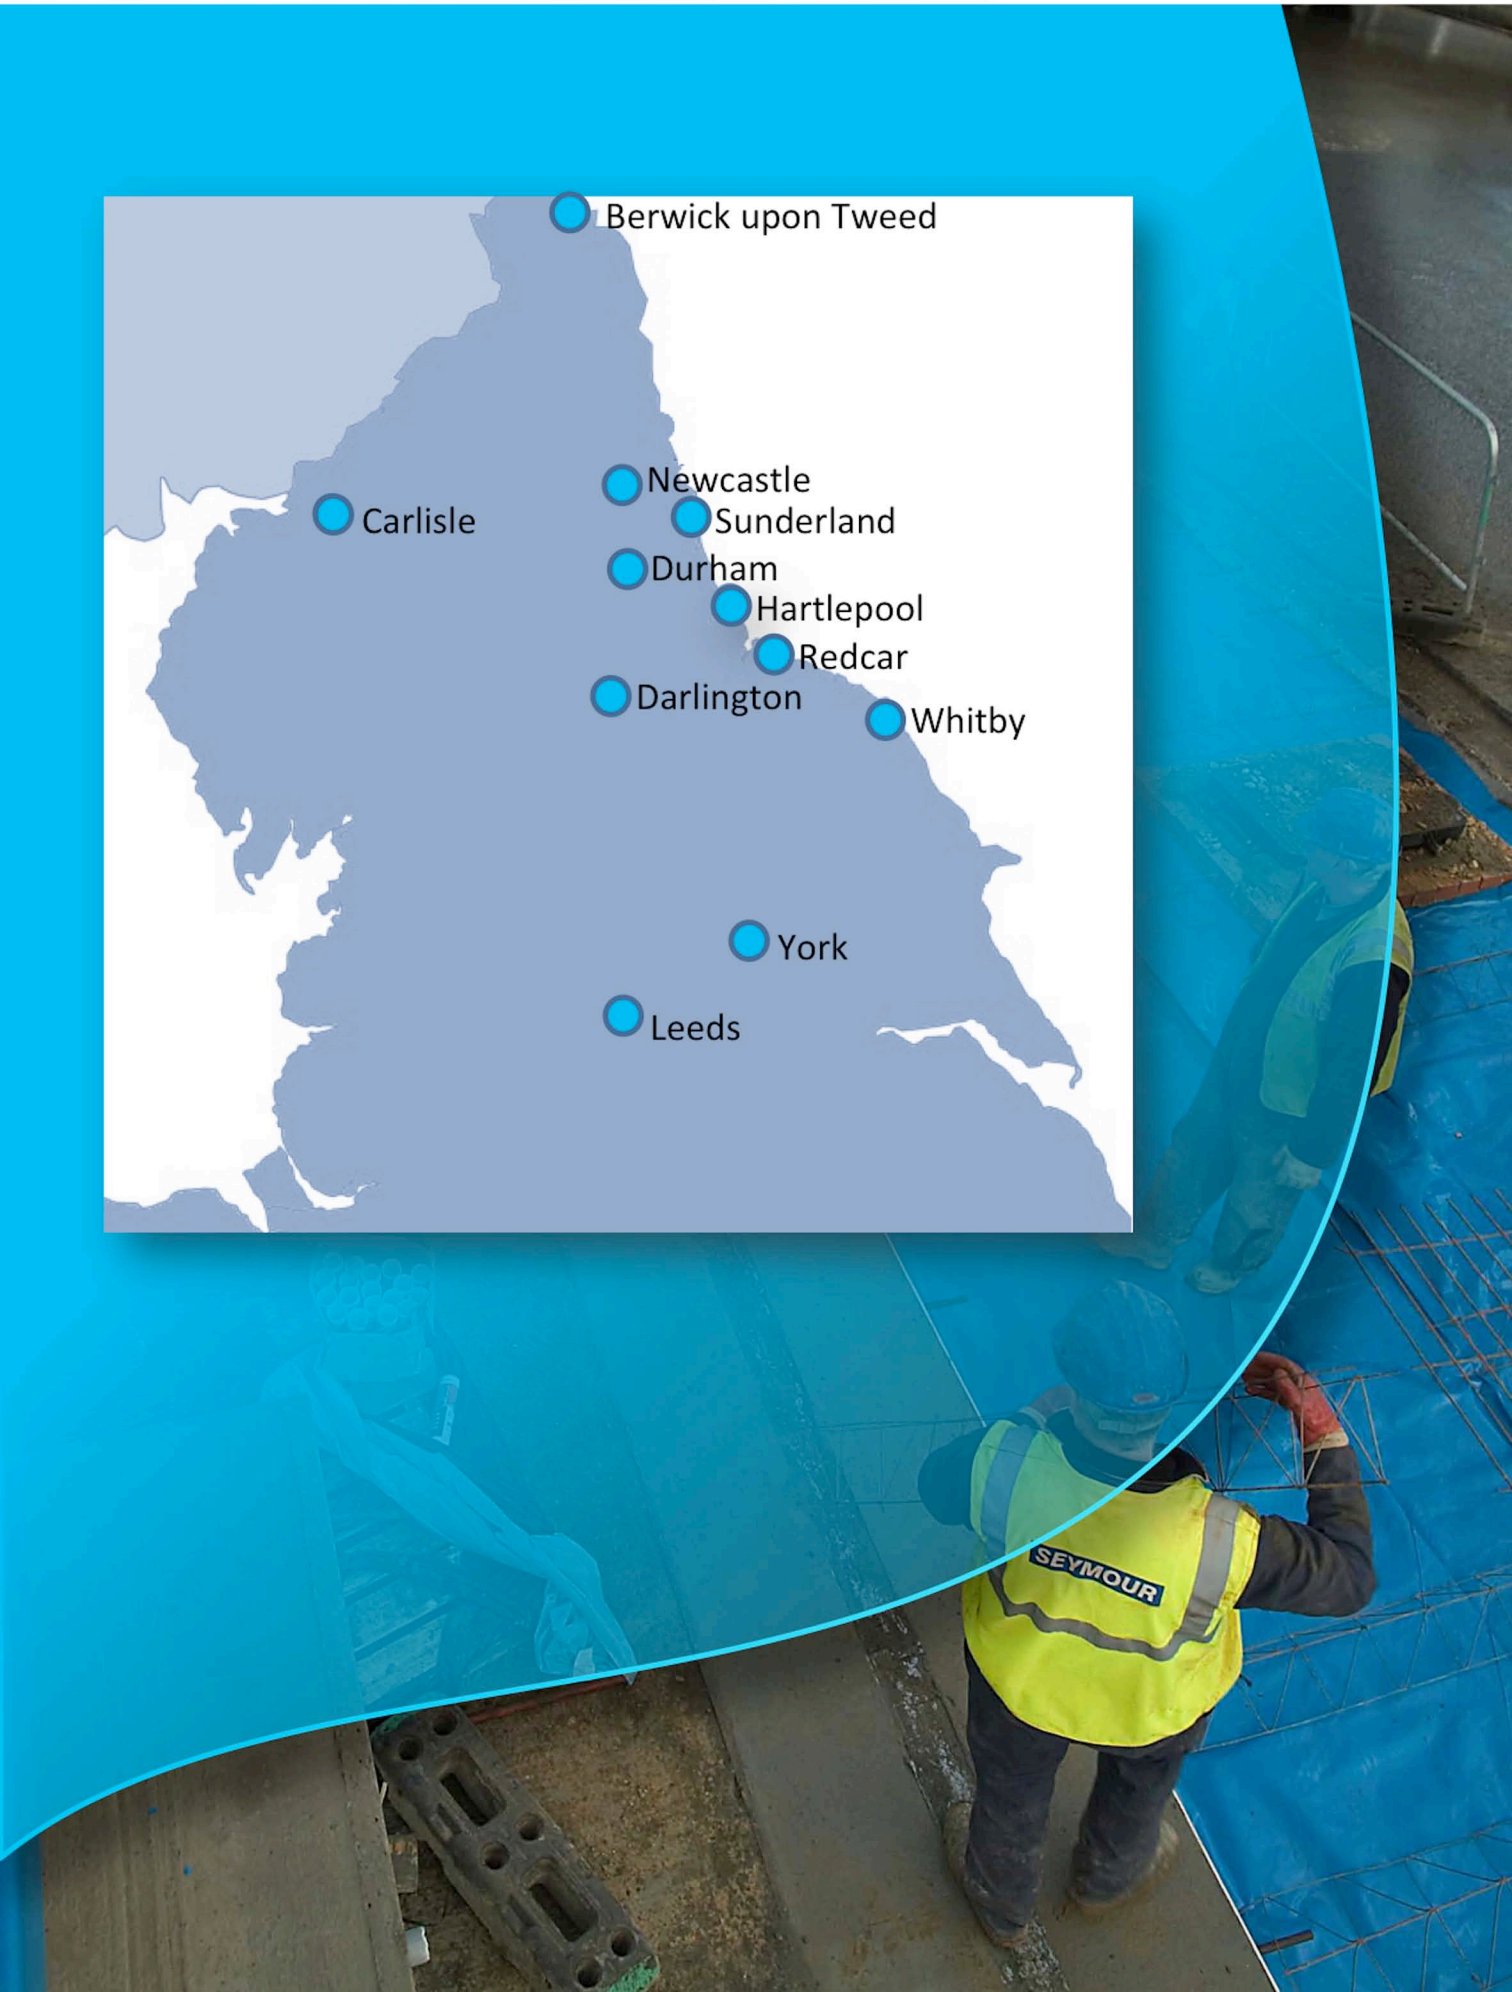 Berwick upon Tweed
Newcastle
Carlisle
Sunderland
Durham
Hartlepool
Redcar
Darlington
Whitby
York
Leeds
SEYMOUR